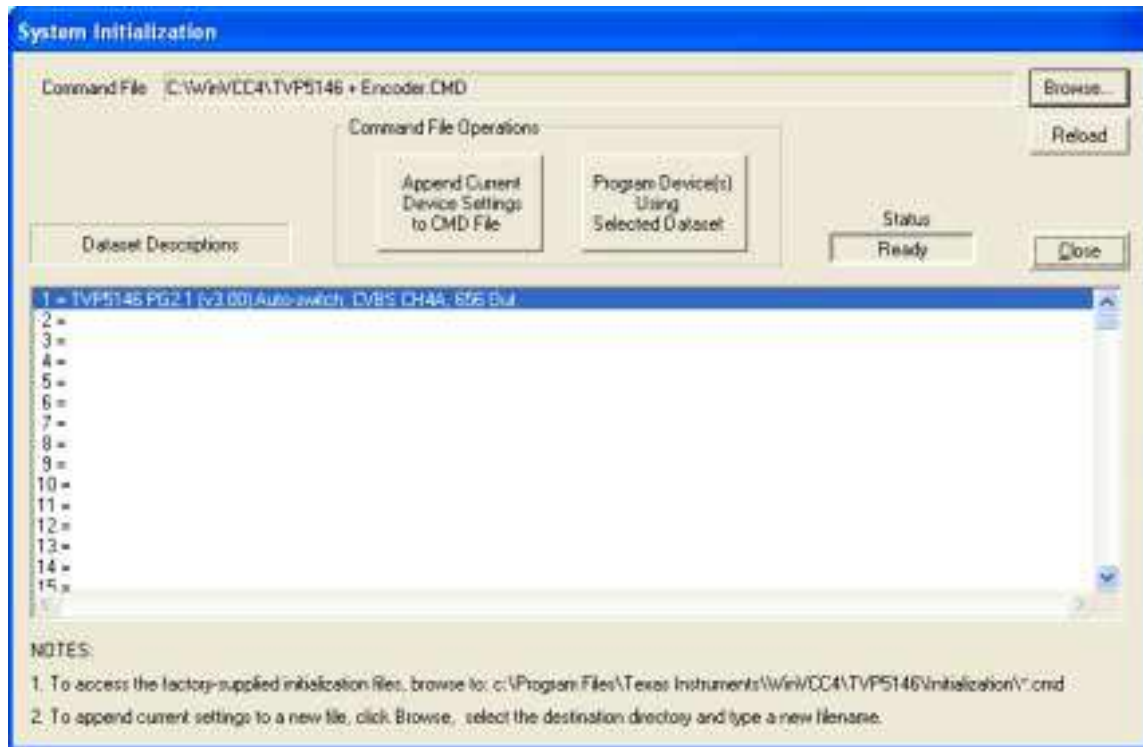 System Initialization
Command File C:\WinVCC4\TVP5146 + Encoder.CMD
Browse...
Reload
Command File Operations
Append Current
Device Settings
to CMD File
Program Device(s)
Using
Selected Dataset
Dataset Descriptions
Status
Ready
Close
1 = TVP5146 PG2.1 (v3.00) Auto-switch, CVBS CH4A, 656 Out
2 =
3 =
4 =
5 =
6 =
7 =
8 =
9 =
10 =
11 =
12 =
13 =
14 =
15 =
NOTES:
1. To access the factory-supplied initialization files, browse to: c:\Program Files\Texas Instruments\WinVCC4\TVP5146\Initialization\*.cmd
2. To append current settings to a new file, click Browse, select the destination directory and type a new filename.